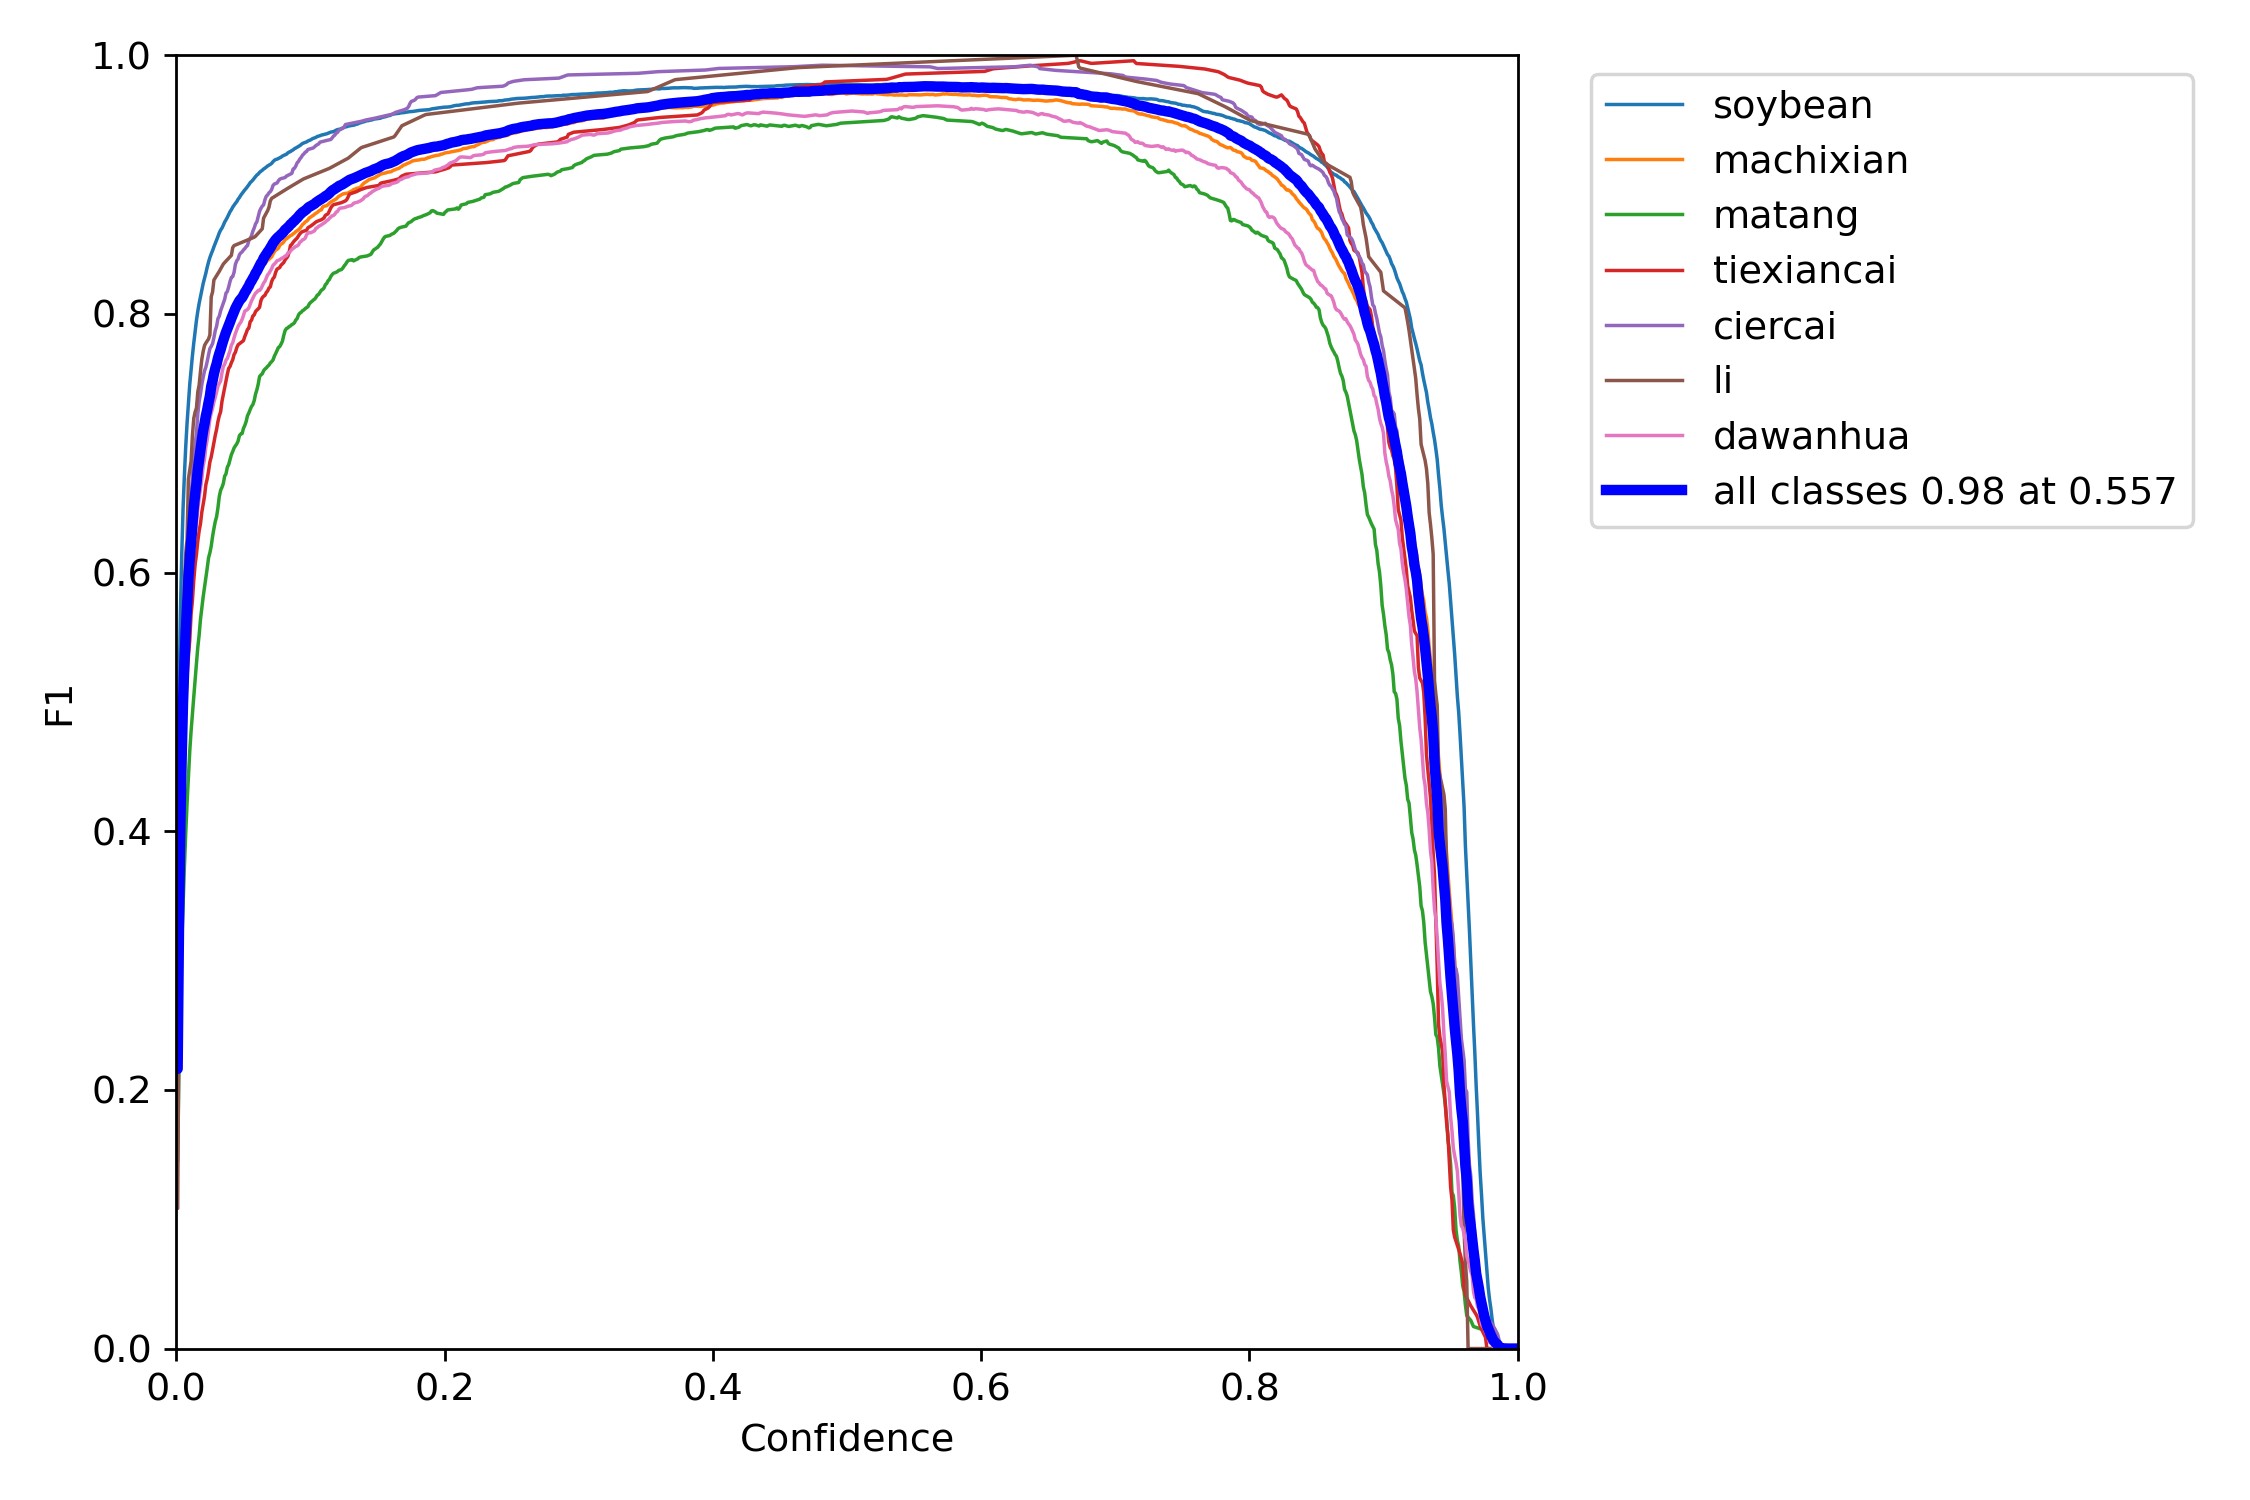 1.0
0.8
0.6
0.4
0.2
0.0
F1
0.0 0.2 0.4 0.6 0.8 1.0
Confidence
soybean
machixian
matang
tiexiancai
ciercai
li
dawanhua
all classes 0.98 at 0.557